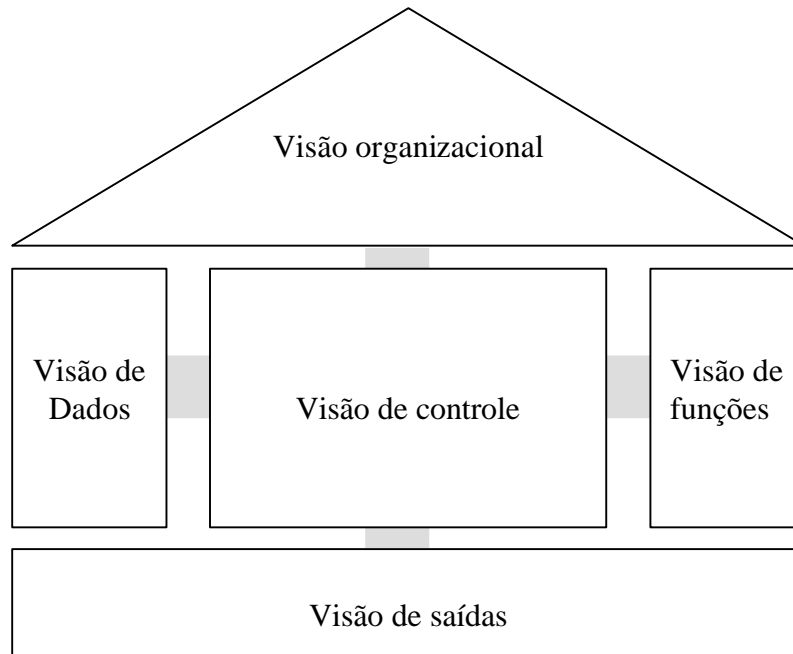 Visão organizacional
Visão de
Dados
Visão de controle
Visão de
funções
Visão de saídas